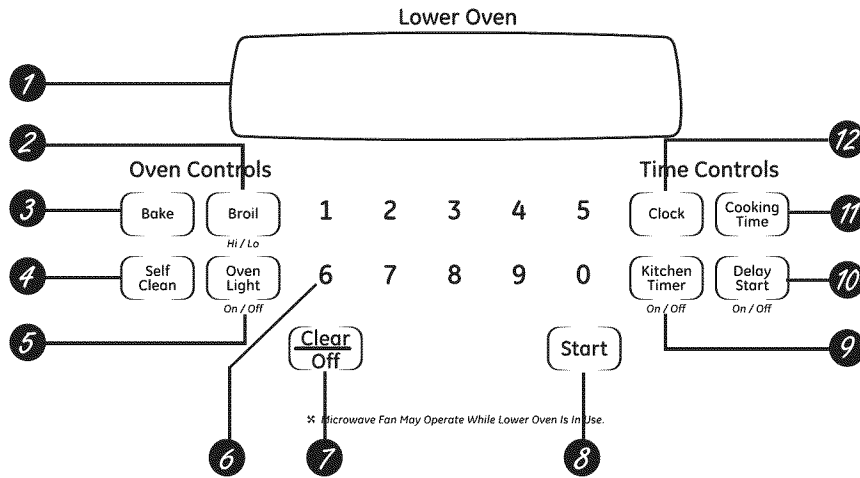 Lower Oven
1
2
12
Oven Controls
Time Controls
3
Bake
Broil
Hi / Lo
1 2 3 4 5
Clock
Cooking
Time
11
4
Self
Clean
Oven
Light
On / Off
6 7 8 9 0
Kitchen
Timer
On / Off
Delay
Start
On / Off
10
5
9
Clear
Off
Start
Microwave Fan May Operate While Lower Oven Is In Use.
6
7
8